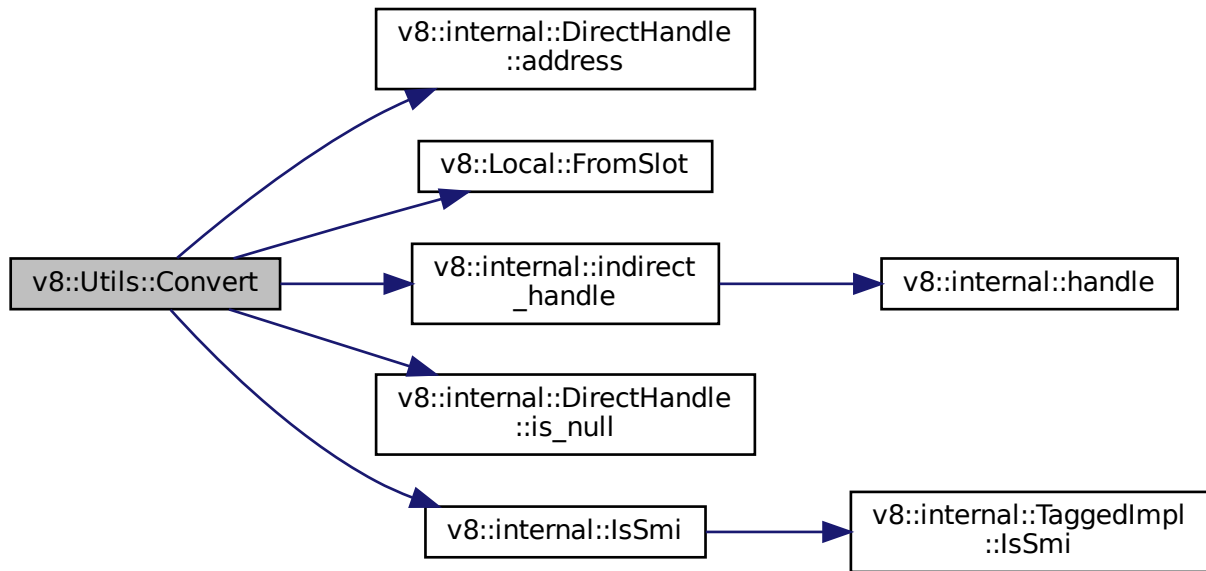 v8::internal::DirectHandle
::address
v8::Local::FromSlot
v8::Utils::Convert
v8::internal::indirect
_handle
v8::internal::handle
v8::internal::DirectHandle
::is_null
v8::internal::IsSmi
v8::internal::TaggedImpl
::IsSmi